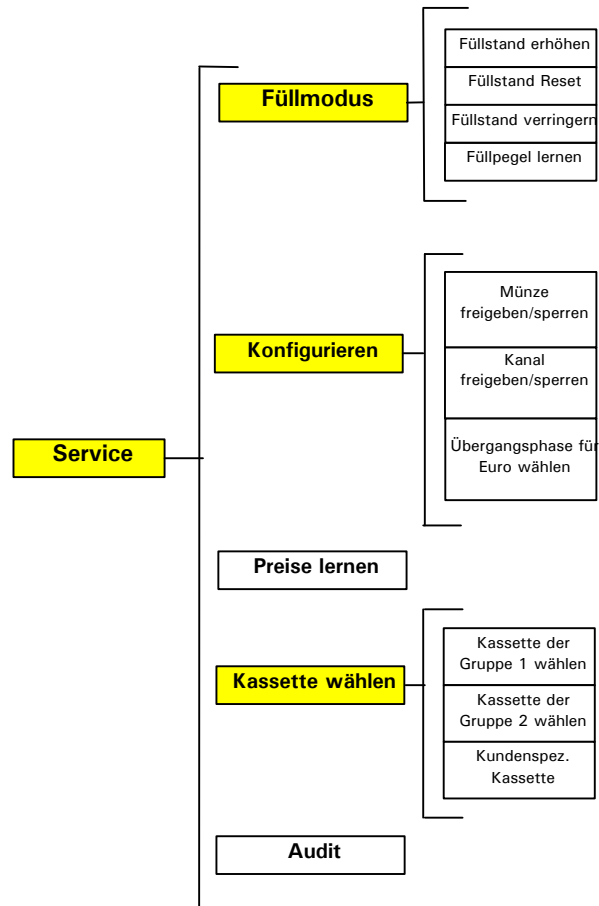 Füllstand erhöhen
Füllmodus
Füllstand Reset
Füllstand verringern
Füllpegel lernen
Münze
freigeben/sperren
Konfigurieren
Kanal
freigeben/sperren
Übergangsphase für
Euro wählen
Service
Preise lernen
Kassette der
Gruppe 1 wählen
Kassette wählen
Kassette der
Gruppe 2 wählen
Kundenspez.
Kassette
Audit